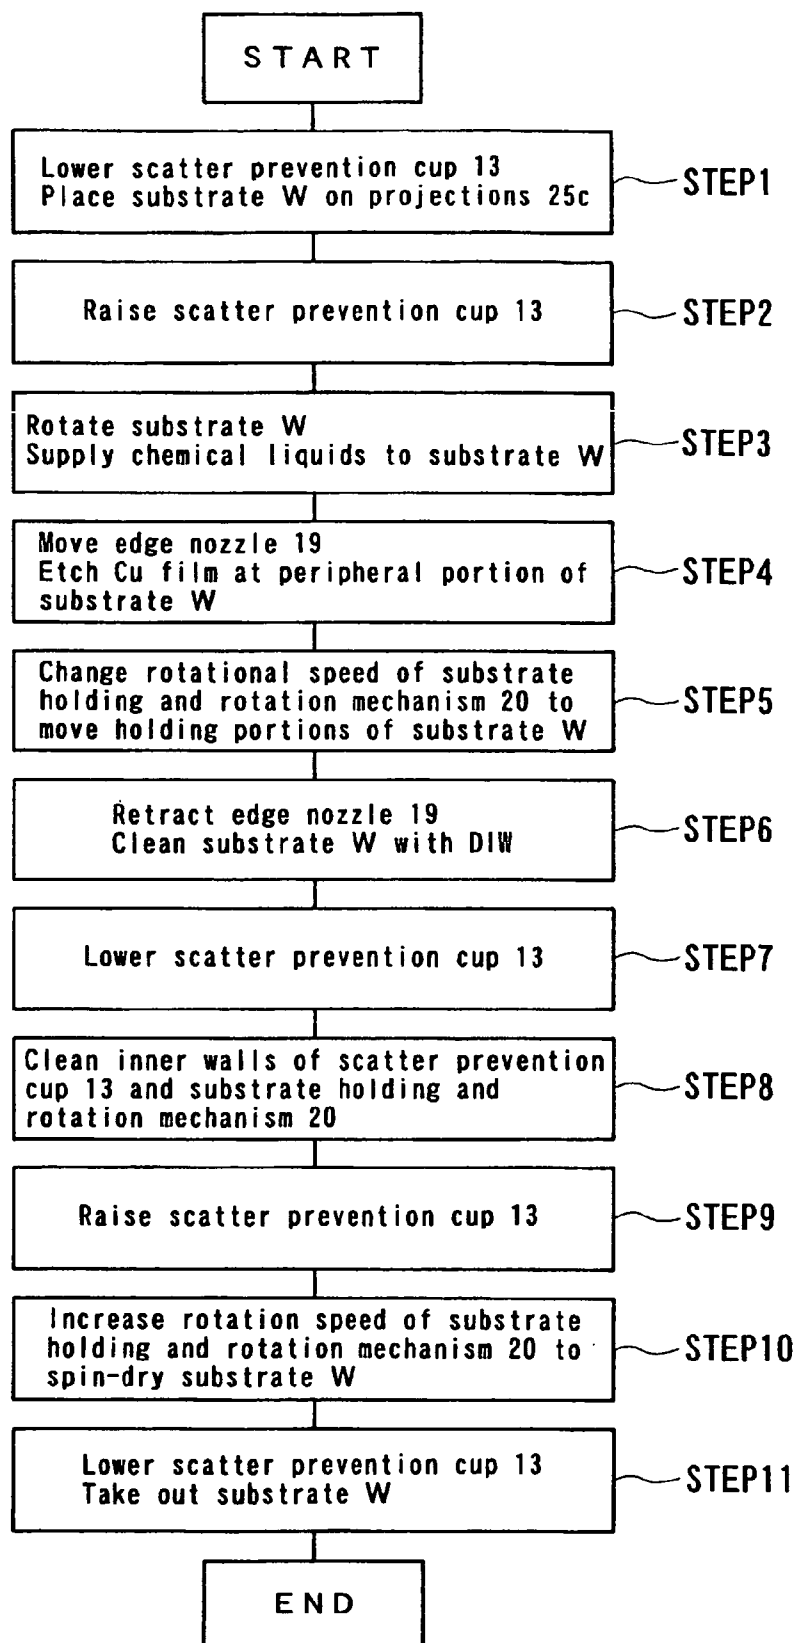 START
Lower scatter prevention cup 13
Place substrate W on projections 25c
STEP1
Raise scatter prevention cup 13
STEP2
Rotate substrate W
Supply chemical liquids to substrate W
STEP3
Move edge nozzle 19
Etch Cu film at peripheral portion of
substrate W
STEP4
Change rotational speed of substrate
holding and rotation mechanism 20 to
move holding portions of substrate W
STEP5
Retract edge nozzle 19
Clean substrate W with DIW
STEP6
Lower scatter prevention cup 13
STEP7
Clean inner walls of scatter prevention
cup 13 and substrate holding and
rotation mechanism 20
STEP8
Raise scatter prevention cup 13
STEP9
Increase rotation speed of substrate
holding and rotation mechanism 20 to
spin-dry substrate W
STEP10
Lower scatter prevention cup 13
Take out substrate W
STEP11
END